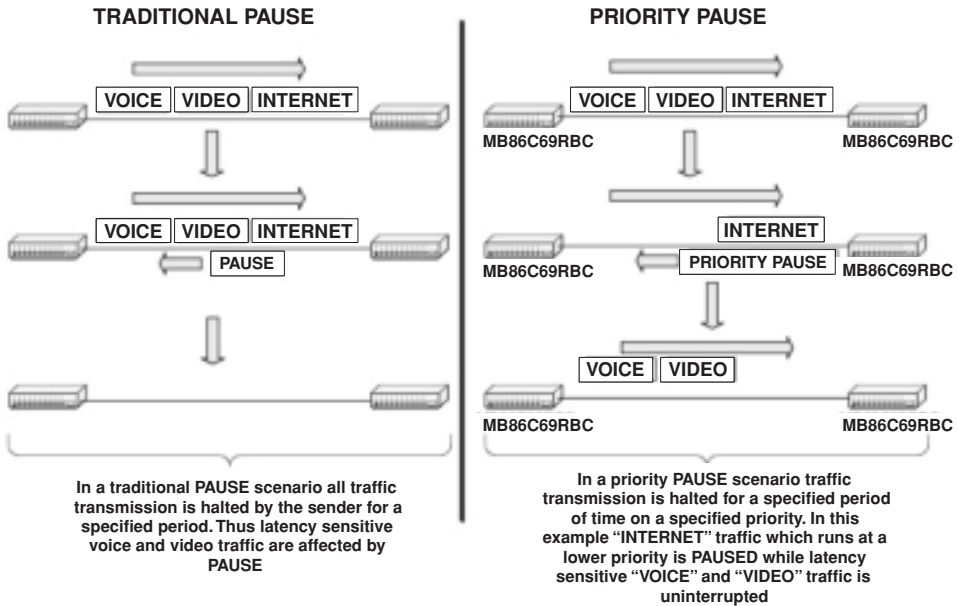 TRADITIONAL PAUSE
VOICE VIDEO INTERNET
VOICE VIDEO INTERNET
PAUSE
In a traditional PAUSE scenario all traffic
transmission is halted by the sender for a
specified period. Thus latency sensitive
voice and video traffic are affected by
PAUSE
PRIORITY PAUSE
VOICE VIDEO INTERNET
MB86C69RBC MB86C69RBC
INTERNET
PRIORITY PAUSE
MB86C69RBC MB86C69RBC
VOICE VIDEO
MB86C69RBC MB86C69RBC
In a priority PAUSE scenario traffic
transmission is halted for a specified period
of time on a specified priority. In this
example “INTERNET” traffic which runs at a
lower priority is PAUSED while latency
sensitive “VOICE” and “VIDEO” traffic is
uninterrupted